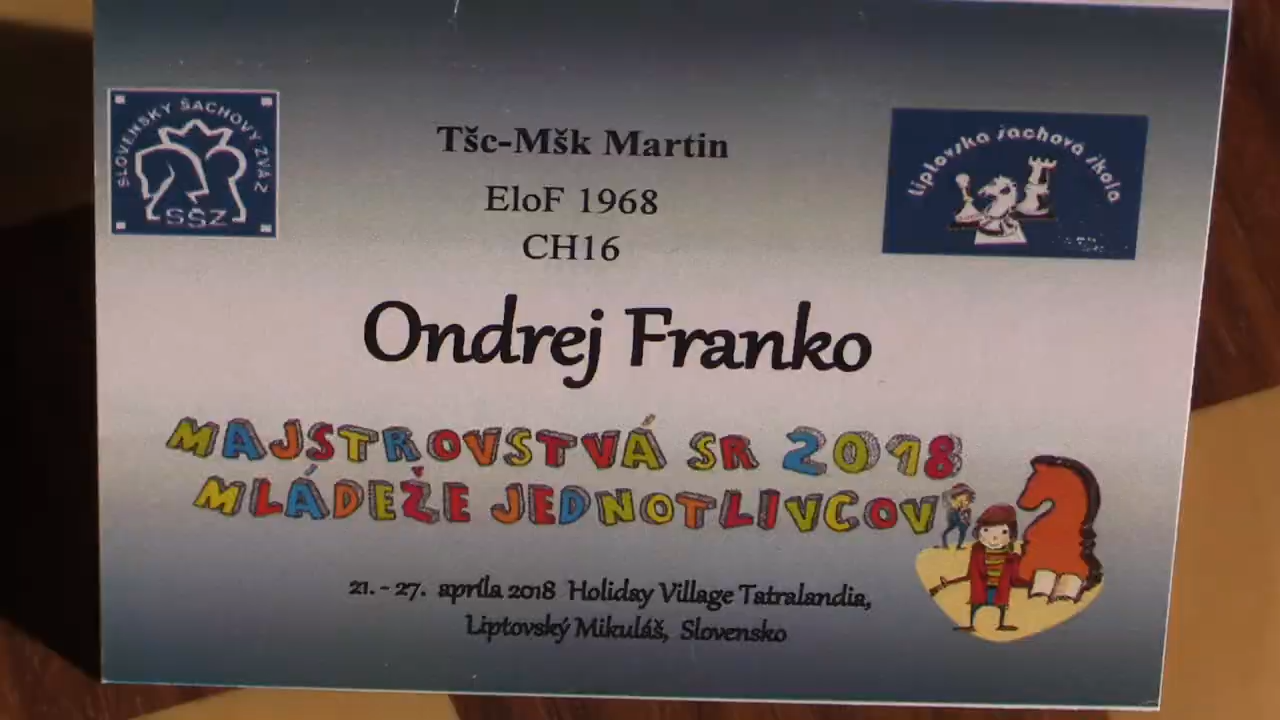 SLOVENSKÝ ŠACHOVÝ ZVÄZ
SŠZ
Tšc-Mšk Martin
EloF 1968
CH16
Liptovska šachová škola
Ondrej Franko
MAJSTROVSTVÁ SR 2018
MLÁDEŽE JEDNOTLIVCOV
21. - 27. apríla 2018 Holiday Village Tatralandia,
Liptovský Mikuláš, Slovensko